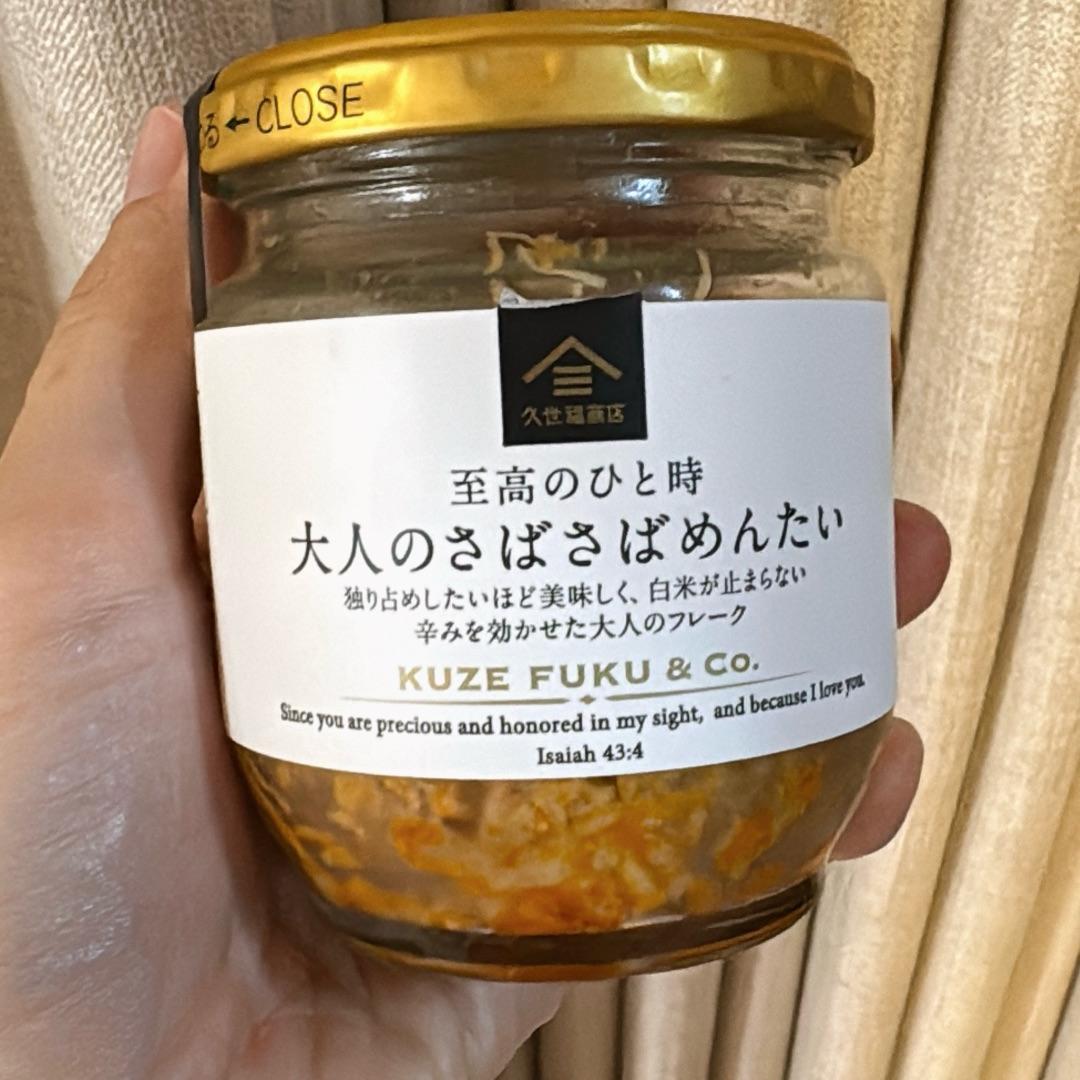 る←CLOSE
久世福商店
至高のひと時
大人のさばさばめんたい
独り占めしたいほど美味しく、白米が止まらない
辛みを効かせた大人のフレーク
KUZE FUKU & Co.
Since you are precious and honored in my sight, and because I love you.
Isaiah 43:4